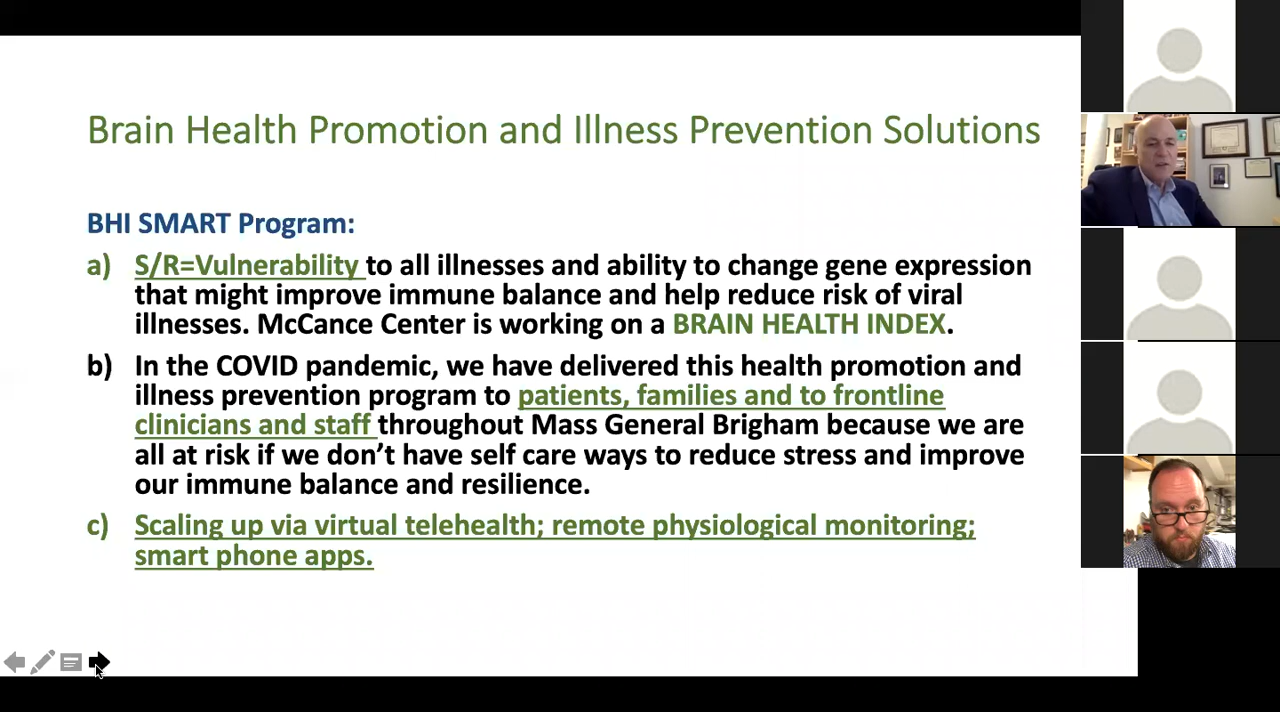 Brain Health Promotion and Illness Prevention Solutions
BHI SMART Program:
a) S/R=Vulnerability to all illnesses and ability to change gene expression
that might improve immune balance and help reduce risk of viral
illnesses. McCance Center is working on a BRAIN HEALTH INDEX.
b) In the COVID pandemic, we have delivered this health promotion and
illness prevention program to patients, families and to frontline
clinicians and staff throughout Mass General Brigham because we are
all at risk if we don’t have self care ways to reduce stress and improve
our immune balance and resilience.
c) Scaling up via virtual telehealth; remote physiological monitoring;
smart phone apps.